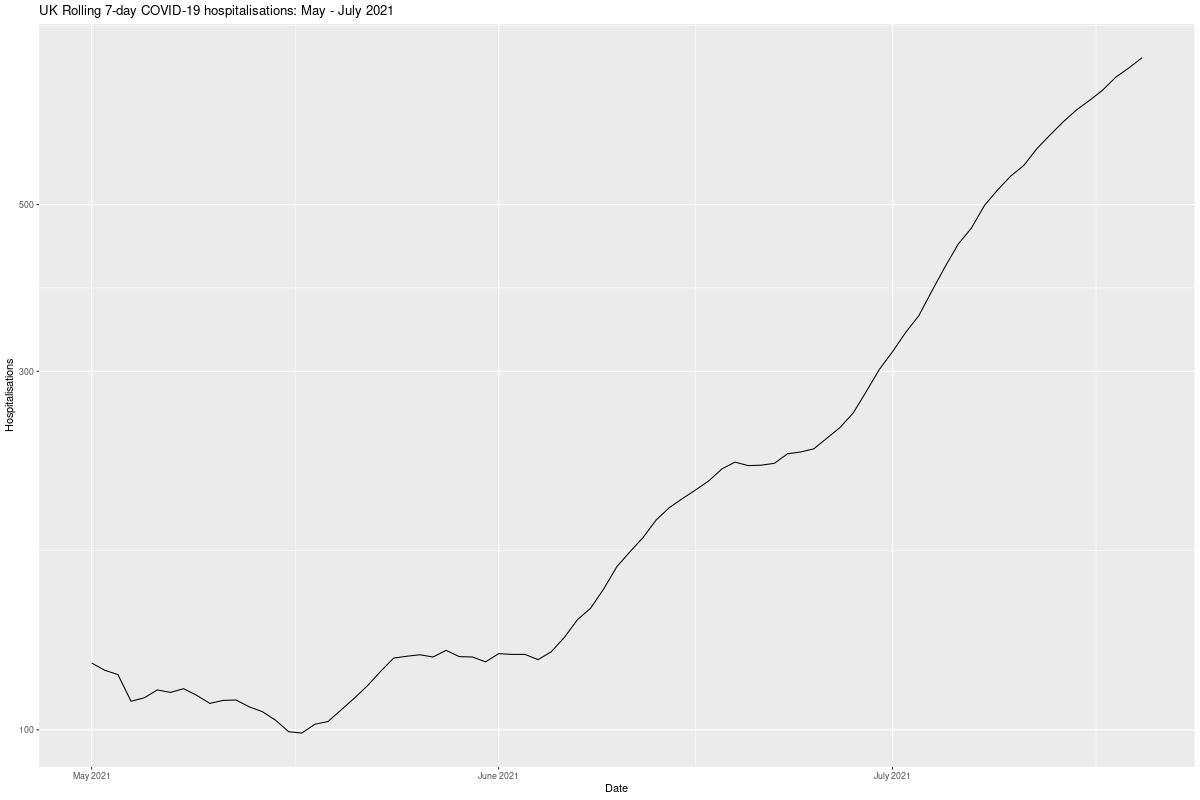 UK Rolling 7-day COVID-19 hospitalisations: May - July 2021
Hospitalisations
500
300
100
May 2021
June 2021
July 2021
Date